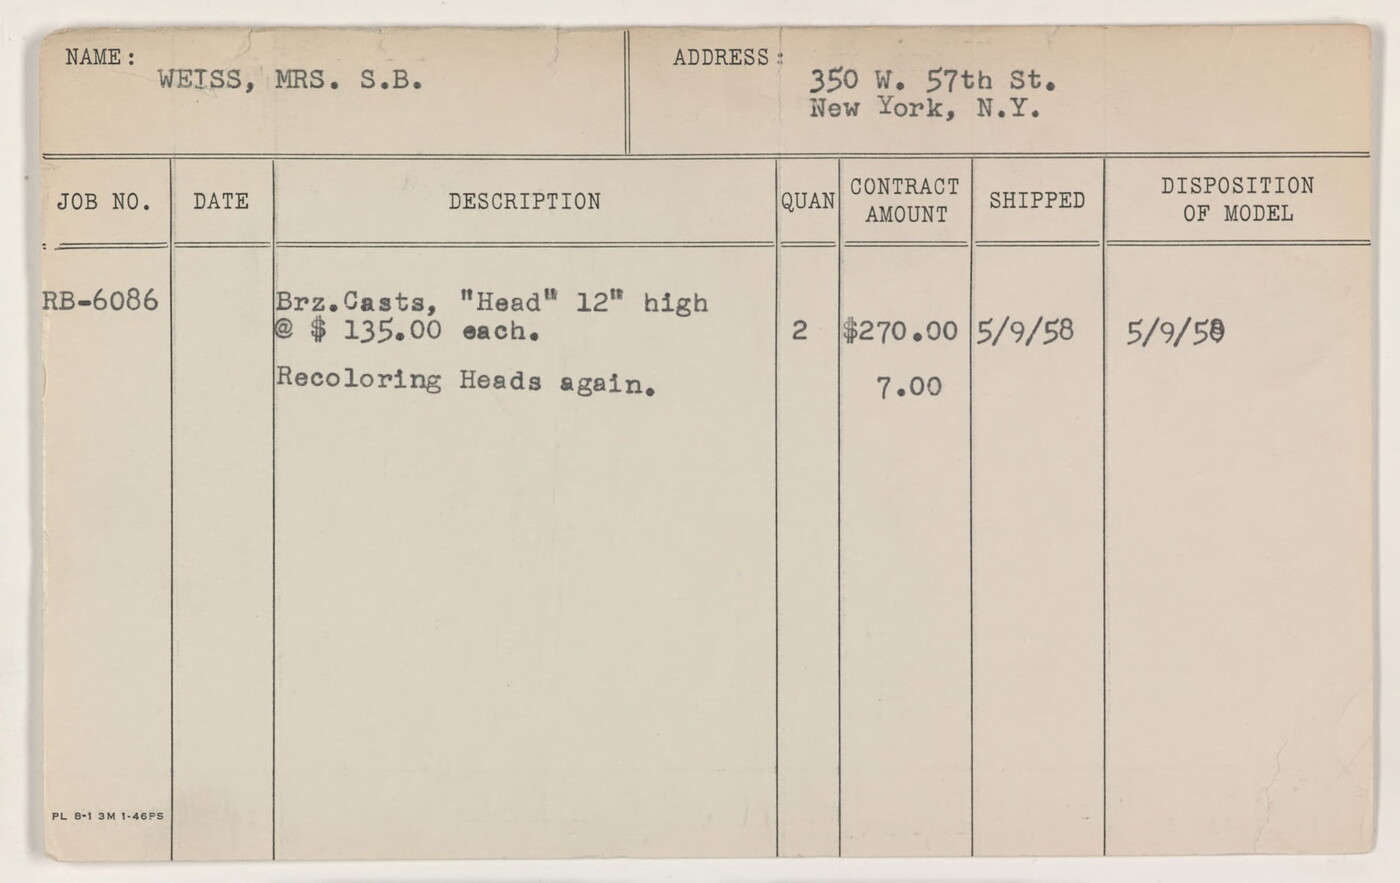 NAME:
WEISS, MRS. S.B.
ADDRESS:
350 W. 57th St.
New York, N.Y.
JOB NO. DATE DESCRIPTION QUAN CONTRACT AMOUNT SHIPPED DISPOSITION OF MODEL
RB-6086 Brz.Casts, "Head" 12" high
@ $ 135.00 each. 2 $270.00 5/9/58 5/9/58
Recoloring Heads again. 7.00
PL 8-1 3M 1-46PS